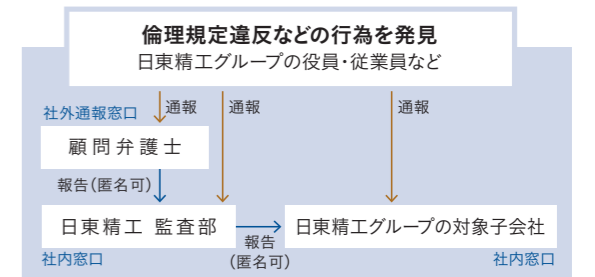 倫理規定違反などの行為を発見
日東精工グループの役員・従業員など
社外通報窓口
通報
通報
通報
顧問弁護士
報告（匿名可）
日東精工 監査部
報告
（匿名可）
日東精工グループの対象子会社
社内窓口
社内窓口